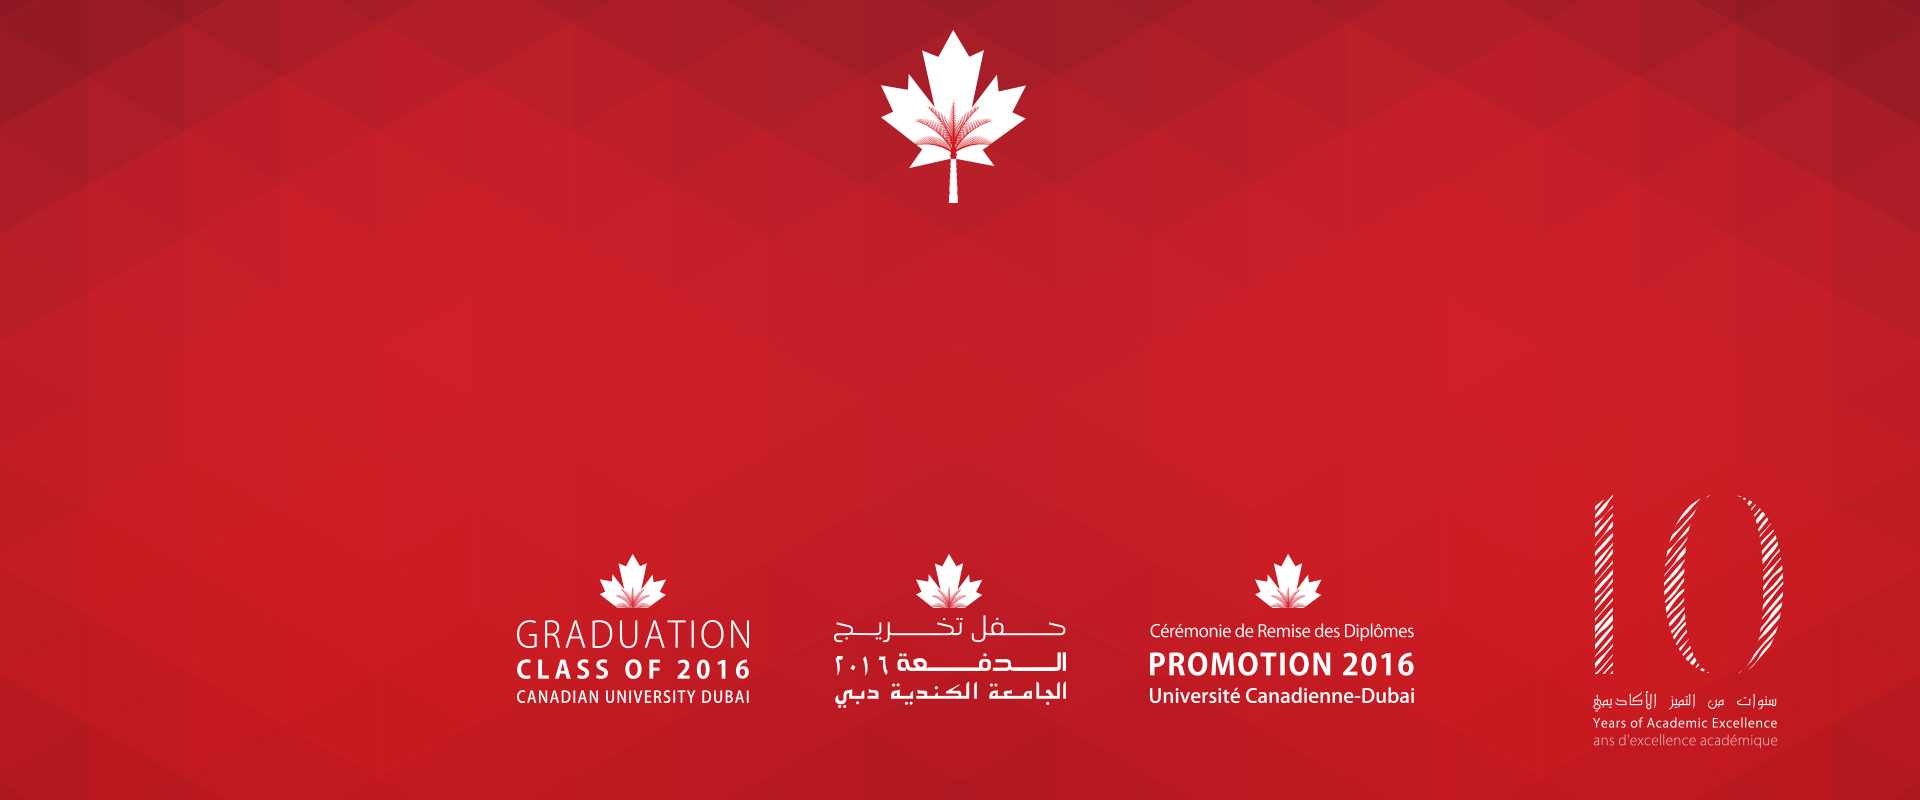 GRADUATION
CLASS OF 2016
CANADIAN UNIVERSITY DUBAI
حفل تخريج
الدفعة ٢٠١٦
الجامعة الكندية دبي
Cérémonie de Remise des Diplômes
PROMOTION 2016
Université Canadienne-Dubai
10
سنوات من التميز الأكاديمي
Years of Academic Excellence
ans d'excellence académique